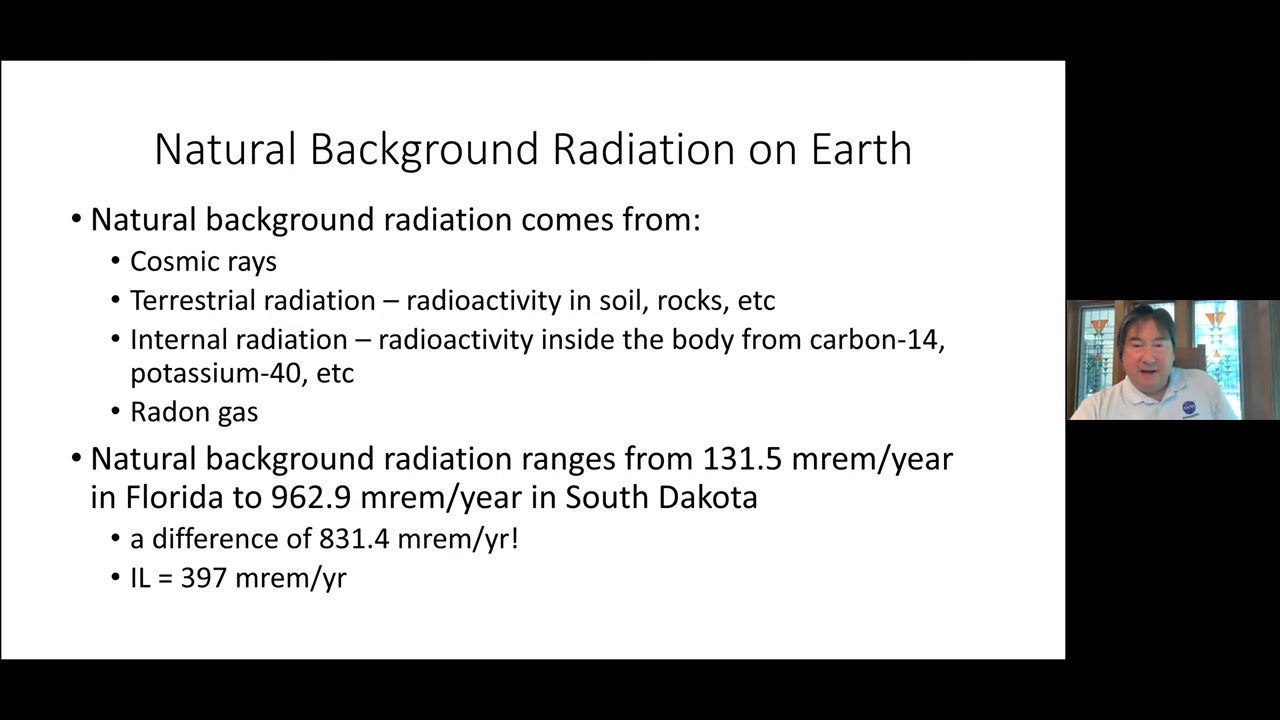 Natural Background Radiation on Earth
• Natural background radiation comes from:
• Cosmic rays
• Terrestrial radiation – radioactivity in soil, rocks, etc
• Internal radiation – radioactivity inside the body from carbon-14,
potassium-40, etc
• Radon gas
• Natural background radiation ranges from 131.5 mrem/year
in Florida to 962.9 mrem/year in South Dakota
• a difference of 831.4 mrem/yr!
• IL = 397 mrem/yr